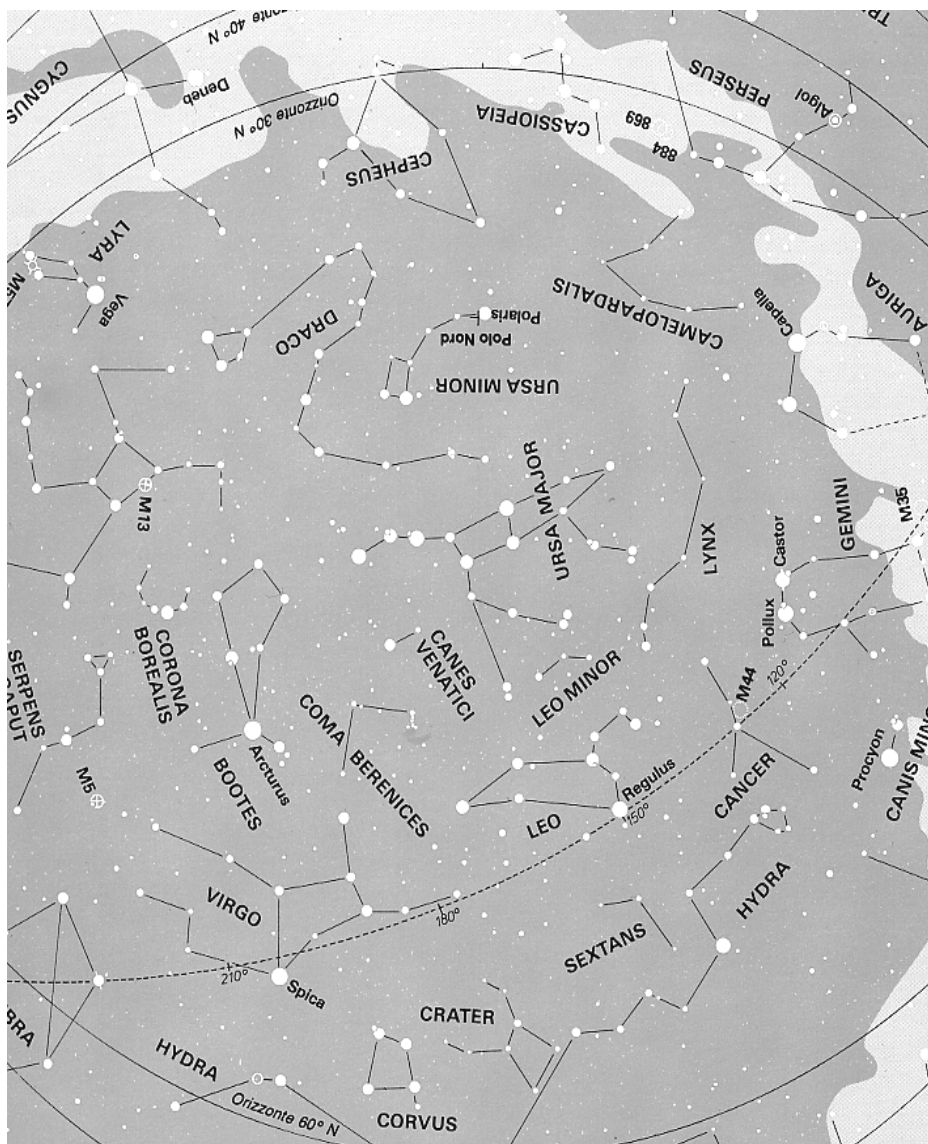 Orizzonte 40° N
CYGNUS
Deneb
Orizzonte 30° N
CEPHEUS
CASSIOPEIA
869
884
PERSEUS
Algol
LYRA
Vega
DRACO
Polaris
Polo Nord
URSA MINOR
CAMELOPARDALIS
Capella
AURIGA
M13
URSA MAJOR
LYNX
Castor
GEMINI
M35
Pollux
120°
SERPENS
CORONA
BOREALIS
CANES
VENATICI
LEO MINOR
M44
CANCER
Procyon
M5
BOOTES
Arcturus
COMA
BERENICES
LEO
Regulus
150°
HYDRA
VIRGO
180°
SEXTANS
210°
Spica
CRATER
HYDRA
Orizzonte 60° N
CORVUS